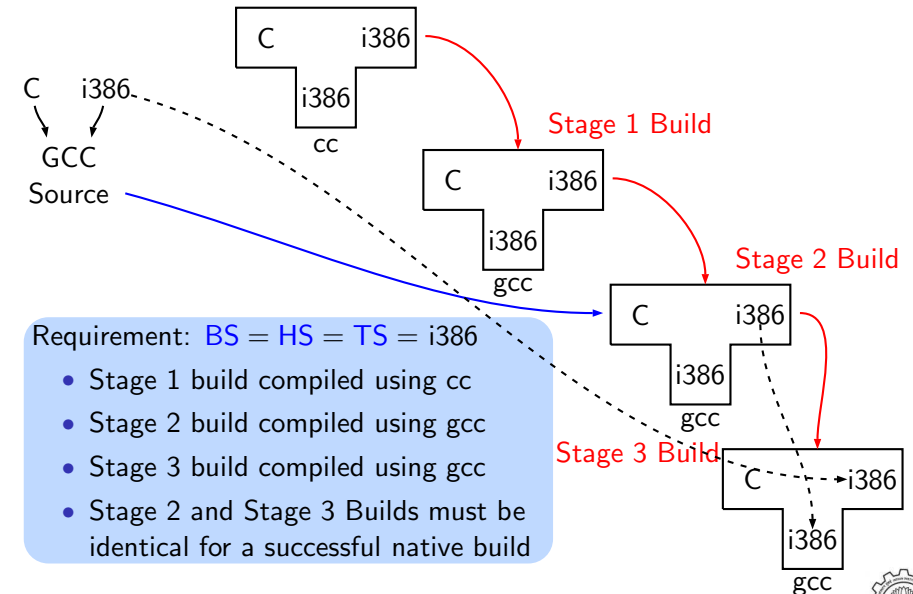 C i386
i386
cc
C i386
GCC
Source
Stage 1 Build
C i386
i386
gcc
Stage 2 Build
C i386
i386
gcc
Requirement: BS = HS = TS = i386
• Stage 1 build compiled using cc
• Stage 2 build compiled using gcc
• Stage 3 build compiled using gcc
• Stage 2 and Stage 3 Builds must be
identical for a successful native build
Stage 3 Build
C i386
i386
gcc